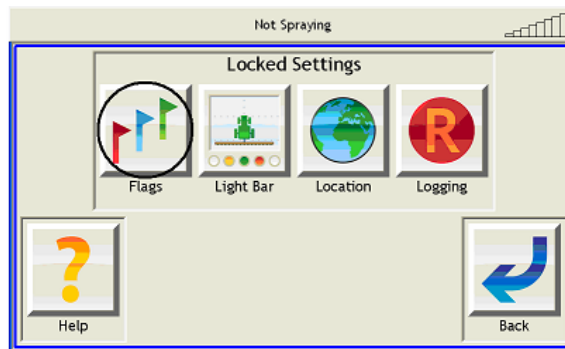 Not Spraying
Locked Settings
Flags Light Bar Location Logging
R
?
Help Back